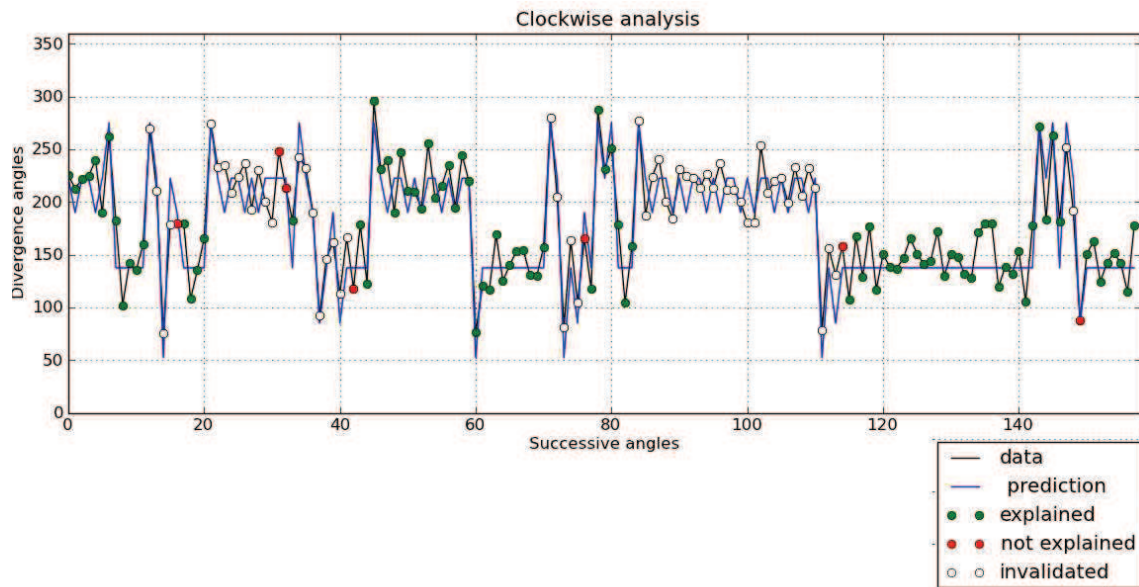 Clockwise analysis
Divergence angles
350
300
250
200
150
100
50
0
0 20 40 60 80 100 120 140
Successive angles
data
prediction
explained
not explained
invalidated